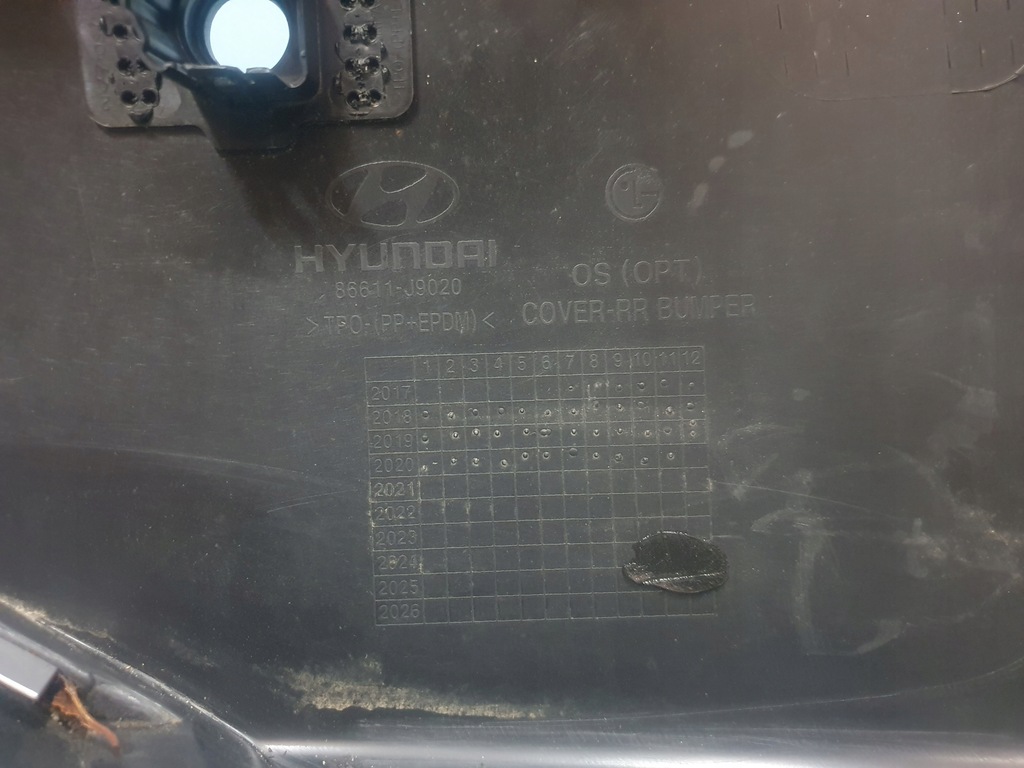 LG
HYUNDAI
86611-J9020
OS (OPT)
>TPO-(PP+EPDM)<
COVER-RR BUMPER
1 2 3 4 5 6 7 8 9 10 11 12
2017
2018
2019
2020
2021
2022
2023
2024
2025
2026